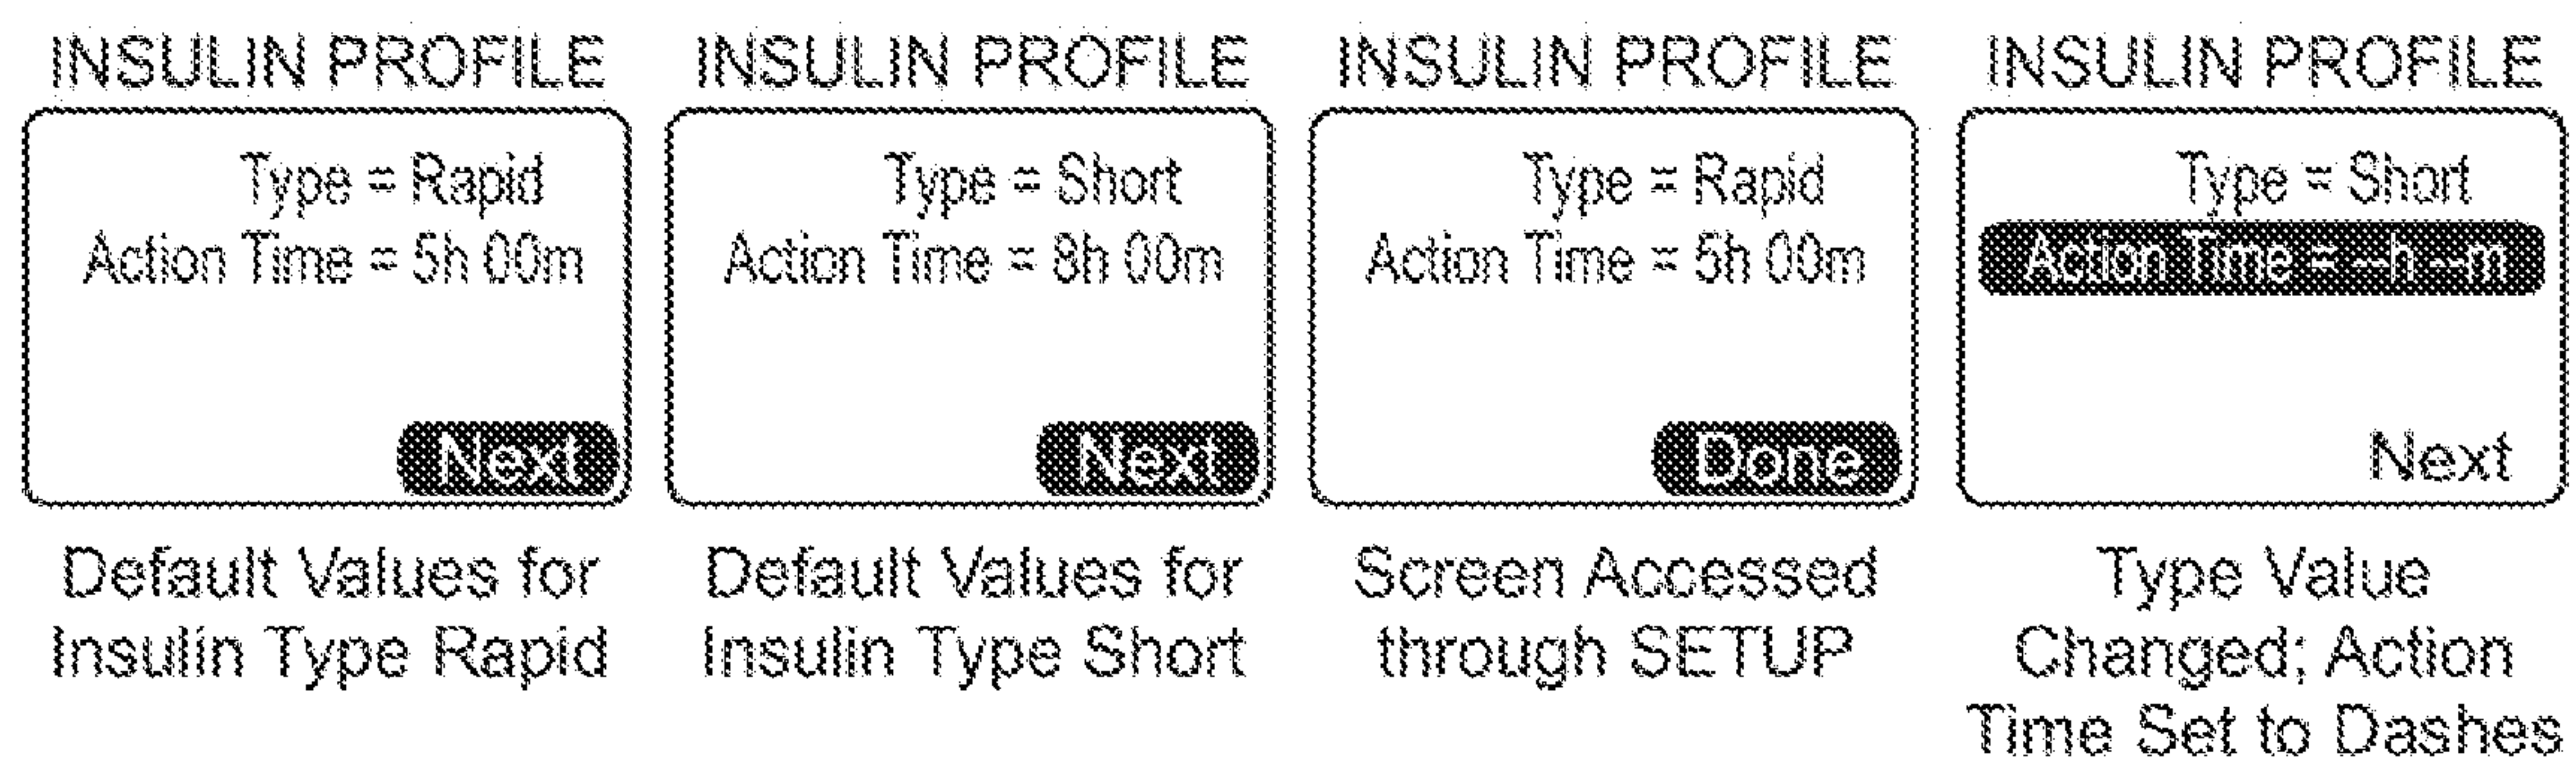 INSULIN PROFILE
Type = Rapid
Action Time = 5h 00m
Next
Default Values for
Insulin Type Rapid
INSULIN PROFILE
Type = Short
Action Time = 8h 00m
Next
Default Values for
Insulin Type Short
INSULIN PROFILE
Type = Rapid
Action Time = 5h 00m
Done
Screen Accessed
through SETUP
INSULIN PROFILE
Type = Short
Action Time = --h --m
Next
Type Value
Changed; Action
Time Set to Dashes